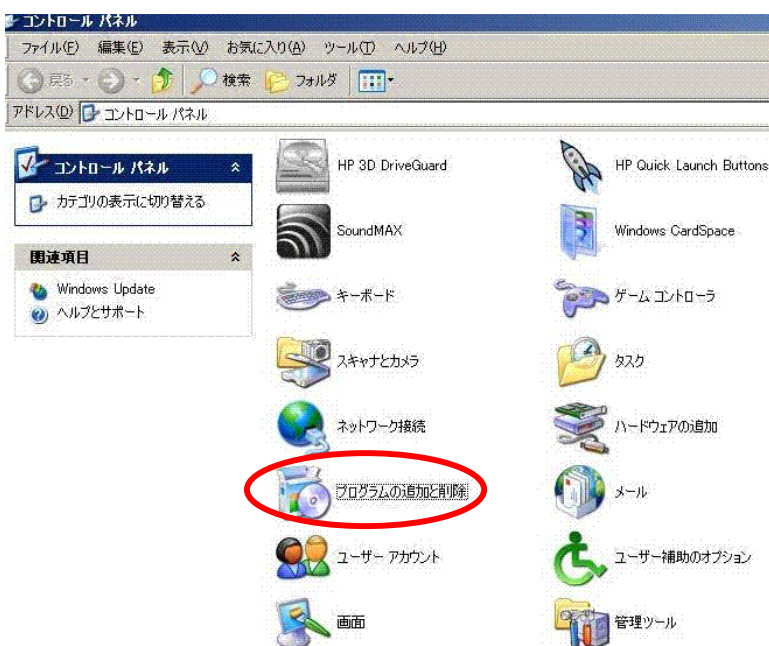 コントロール パネル
ファイル(F) 編集(E) 表示(V) お気に入り(A) ツール(T) ヘルプ(H)
戻る 検索 フォルダ
アドレス(D) コントロール パネル
コントロール パネル
カテゴリの表示に切り替える
関連項目
Windows Update
ヘルプとサポート
HP 3D DriveGuard
HP Quick Launch Buttons
SoundMAX
Windows CardSpace
キーボード
ゲーム コントローラ
スキャナとカメラ
タスク
ネットワーク接続
ハードウェアの追加
プログラムの追加と削除
メール
ユーザー アカウント
ユーザー補助のオプション
画面
管理ツール